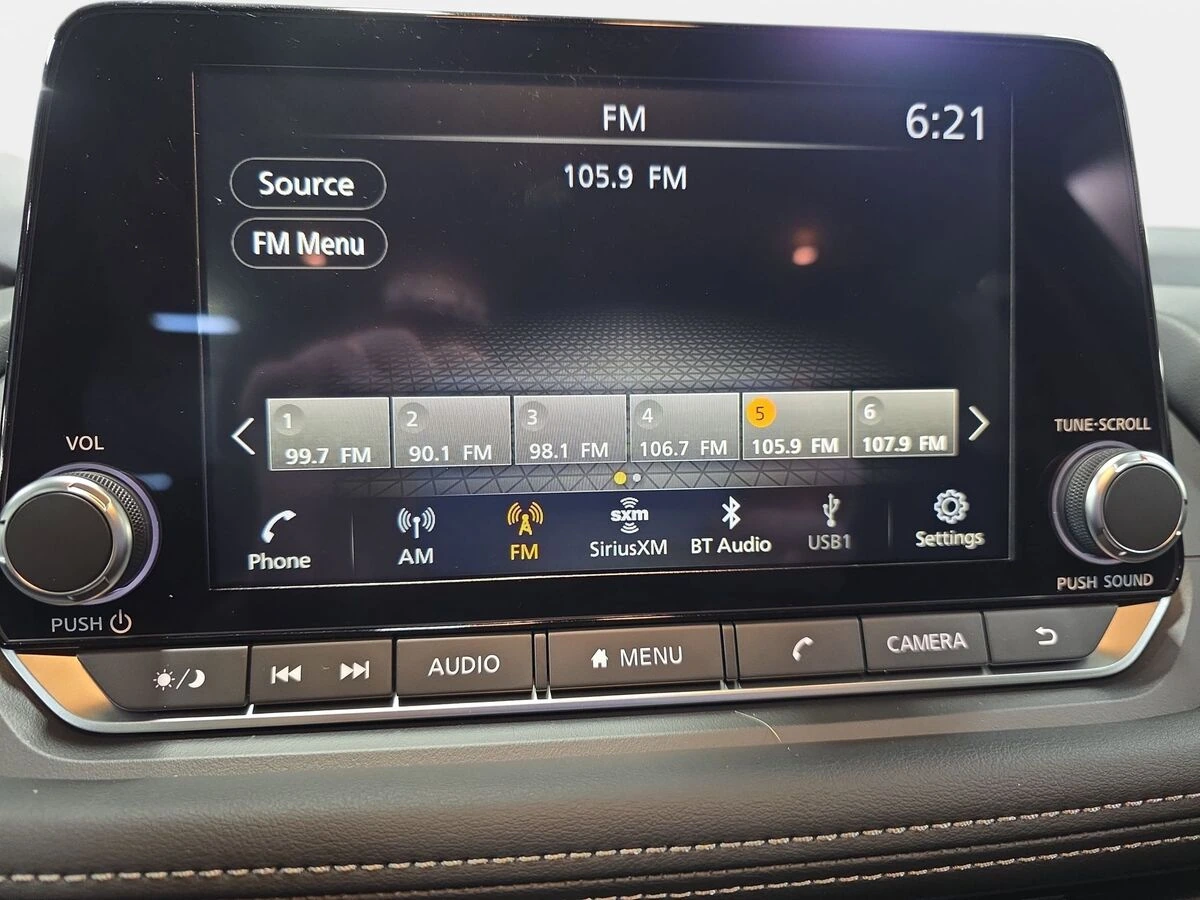 FM
6:21
Source
105.9 FM
FM Menu
1
2
3
4
5
6
99.7 FM
90.1 FM
98.1 FM
106.7 FM
105.9 FM
107.9 FM
VOL
TUNE·SCROLL
Phone
AM
FM
sxm
SiriusXM
BT Audio
USB1
Settings
PUSH
PUSH SOUND
AUDIO
MENU
CAMERA